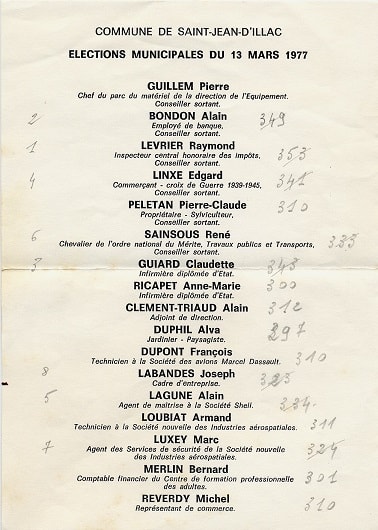 COMMUNE DE SAINT-JEAN-D'ILLAC
ELECTIONS MUNICIPALES DU 13 MARS 1977
GUILLEM Pierre
Chef du parc du matériel de la direction de l'Equipement.
Conseiller sortant.
2 BONDON Alain 349
Employé de banque,
Conseiller sortant.
1 LEVRIER Raymond
Inspecteur central honoraire des impôts, 353
Conseiller sortant.
4 LINXE Edgard
Commerçant - croix de Guerre 1939-1945, 341
Conseiller sortant.
PELETAN Pierre-Claude 310
Propriétaire - Sylviculteur,
Conseiller sortant.
6 SAINSOUS René
Chevalier de l'ordre national du Mérite, Travaux publics et Transports, 333
Conseiller sortant.
3 GUIARD Claudette 343
Infirmière diplômée d'Etat.
RICAPET Anne-Marie 300
Infirmière diplômée d'Etat.
CLEMENT-TRIAUD Alain 312
Adjoint de direction.
DUPHIL Alva 297
Jardinier - Paysagiste.
DUPONT François 310
Technicien à la Société des avions Marcel Dassault.
8 LABANDES Joseph 323
Cadre d'entreprise.
5 LAGUNE Alain 334
Agent de maîtrise à la Société Shell.
LOUBIAT Armand 311
Technicien à la Société nouvelle des Industries aérospatiales.
7 LUXEY Marc 324
Agent des Services de sécurité de la Société nouvelle
des Industries aérospatiales.
MERLIN Bernard 301
Comptable financier du Centre de formation professionnelle
des adultes.
REVERDY Michel 310
Représentant de commerce.